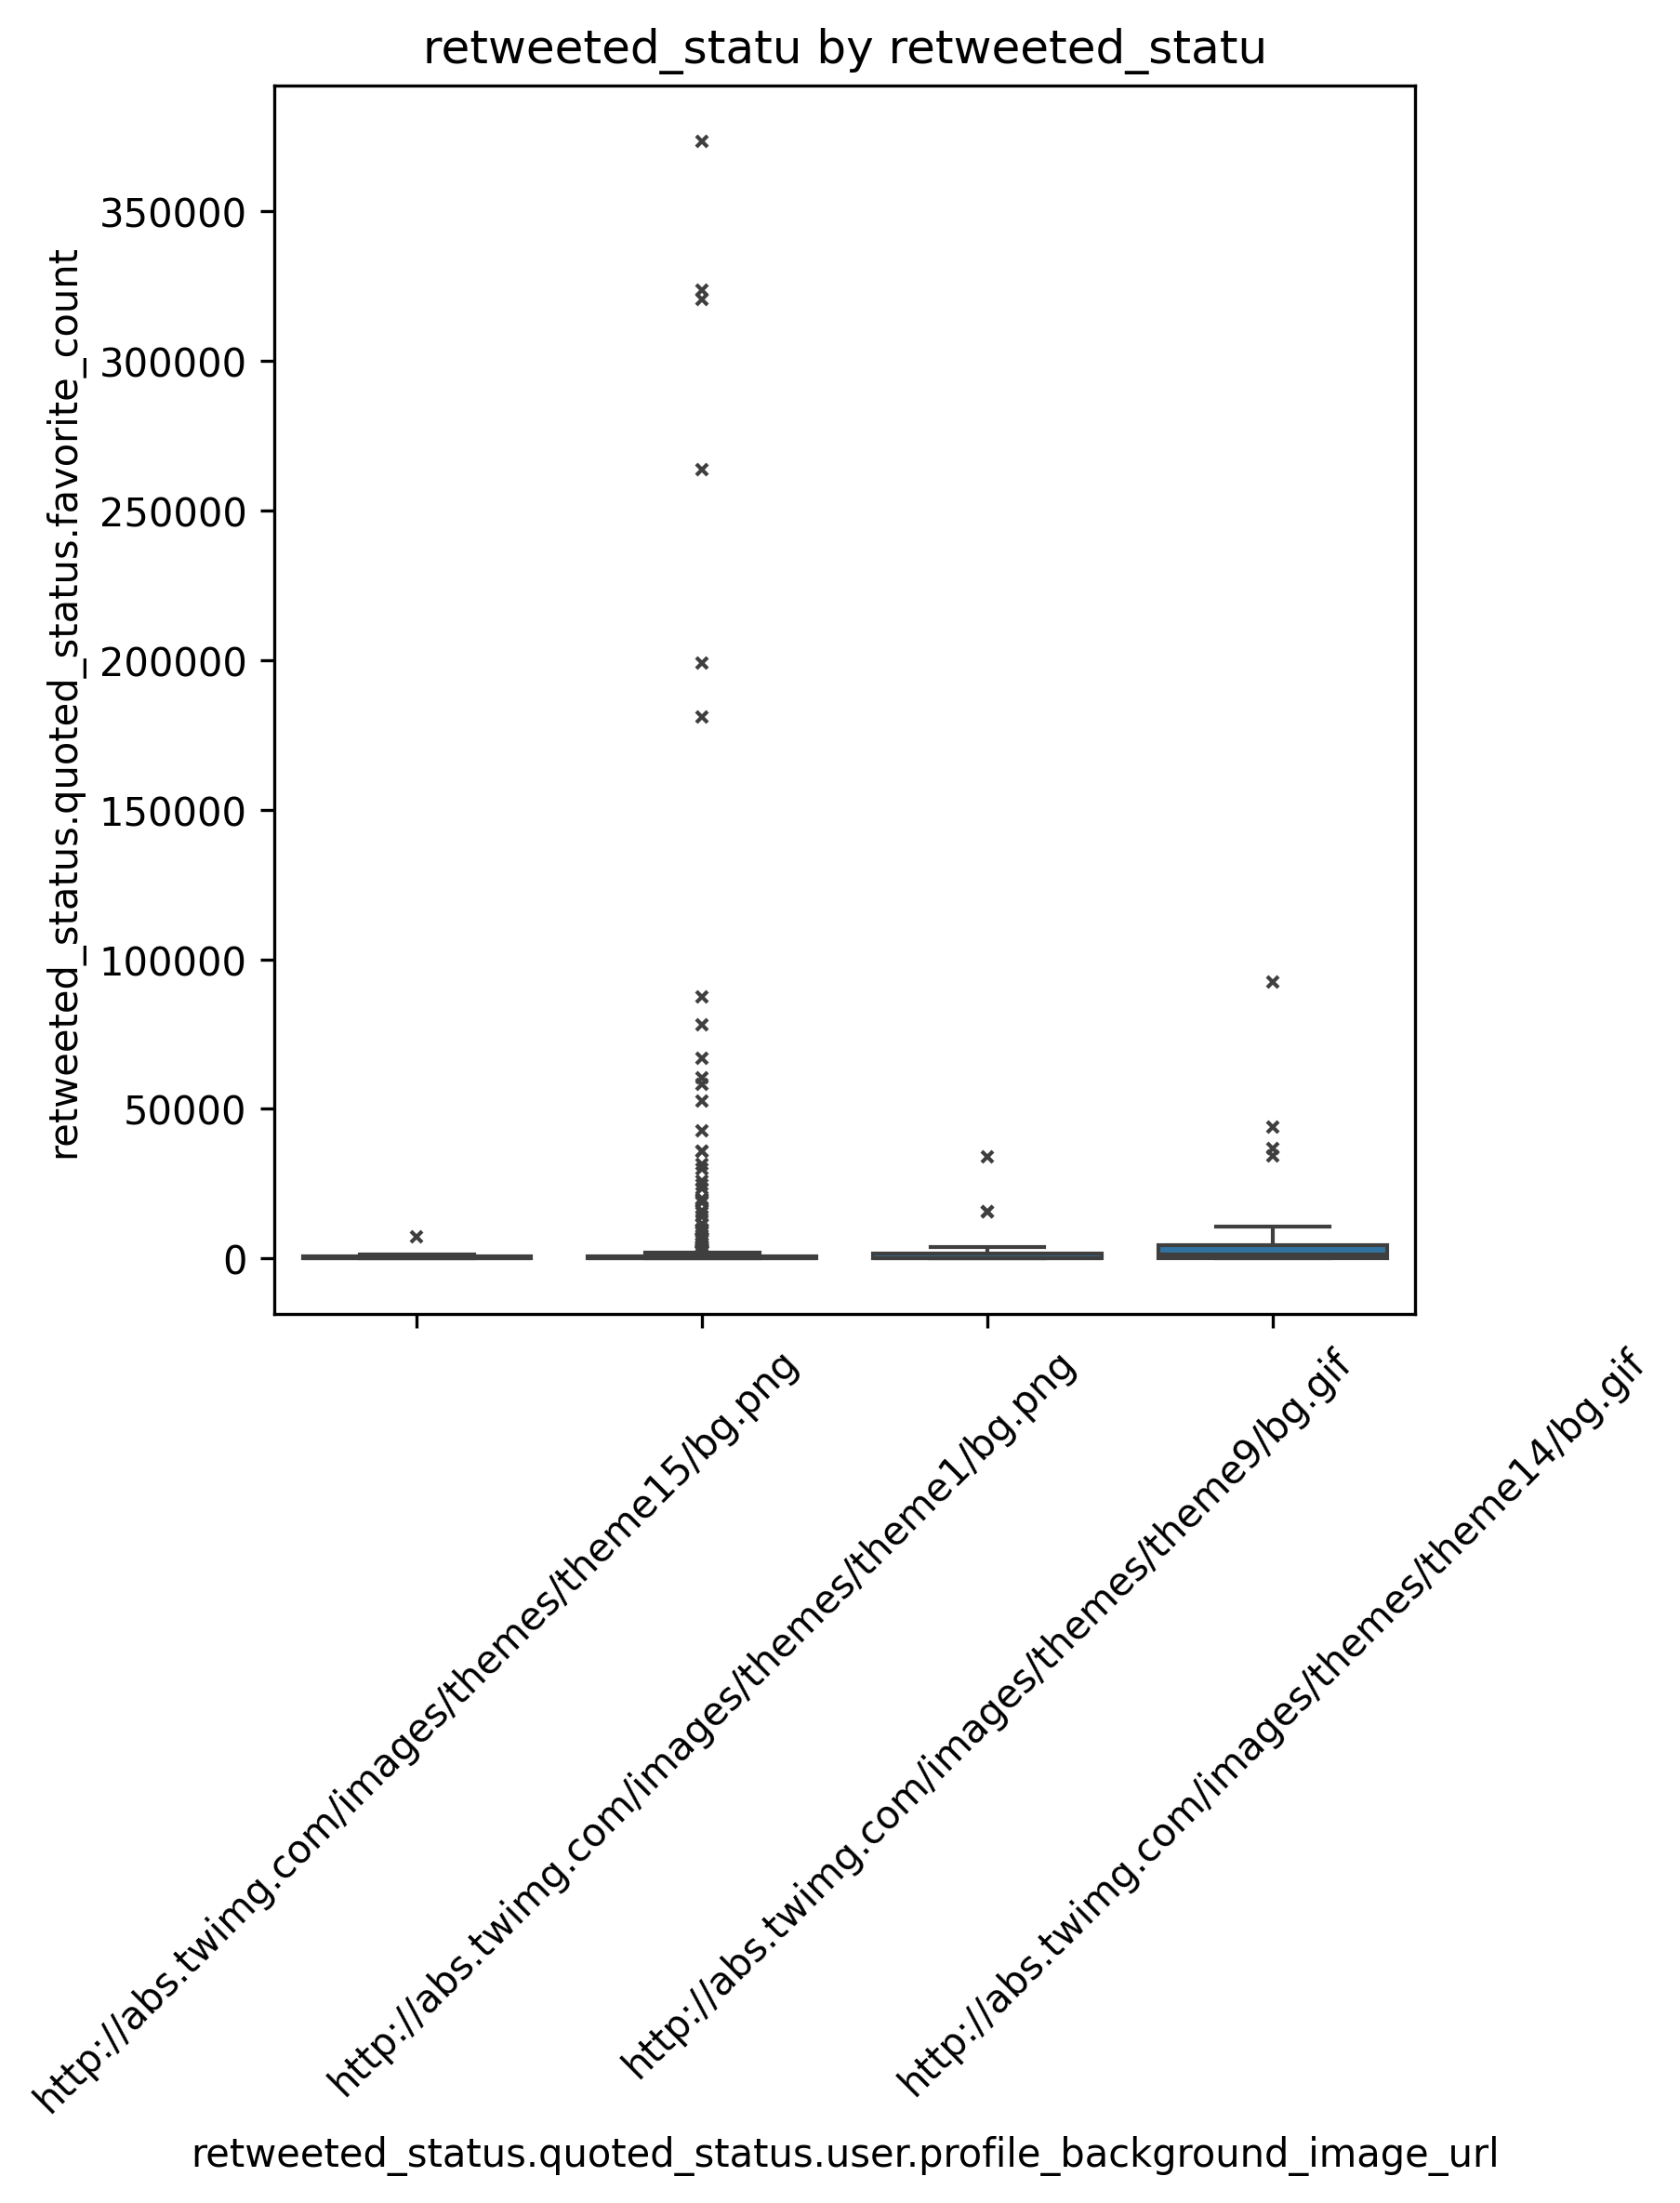 retweeted_statu by retweeted_statu
retweeted_status.quoted_status.favorite_count
350000
300000
250000
200000
150000
100000
50000
0
http://abs.twimg.com/images/themes/theme15/bg.png
http://abs.twimg.com/images/themes/theme1/bg.png
http://abs.twimg.com/images/themes/theme9/bg.gif
http://abs.twimg.com/images/themes/theme14/bg.gif
retweeted_status.quoted_status.user.profile_background_image_url